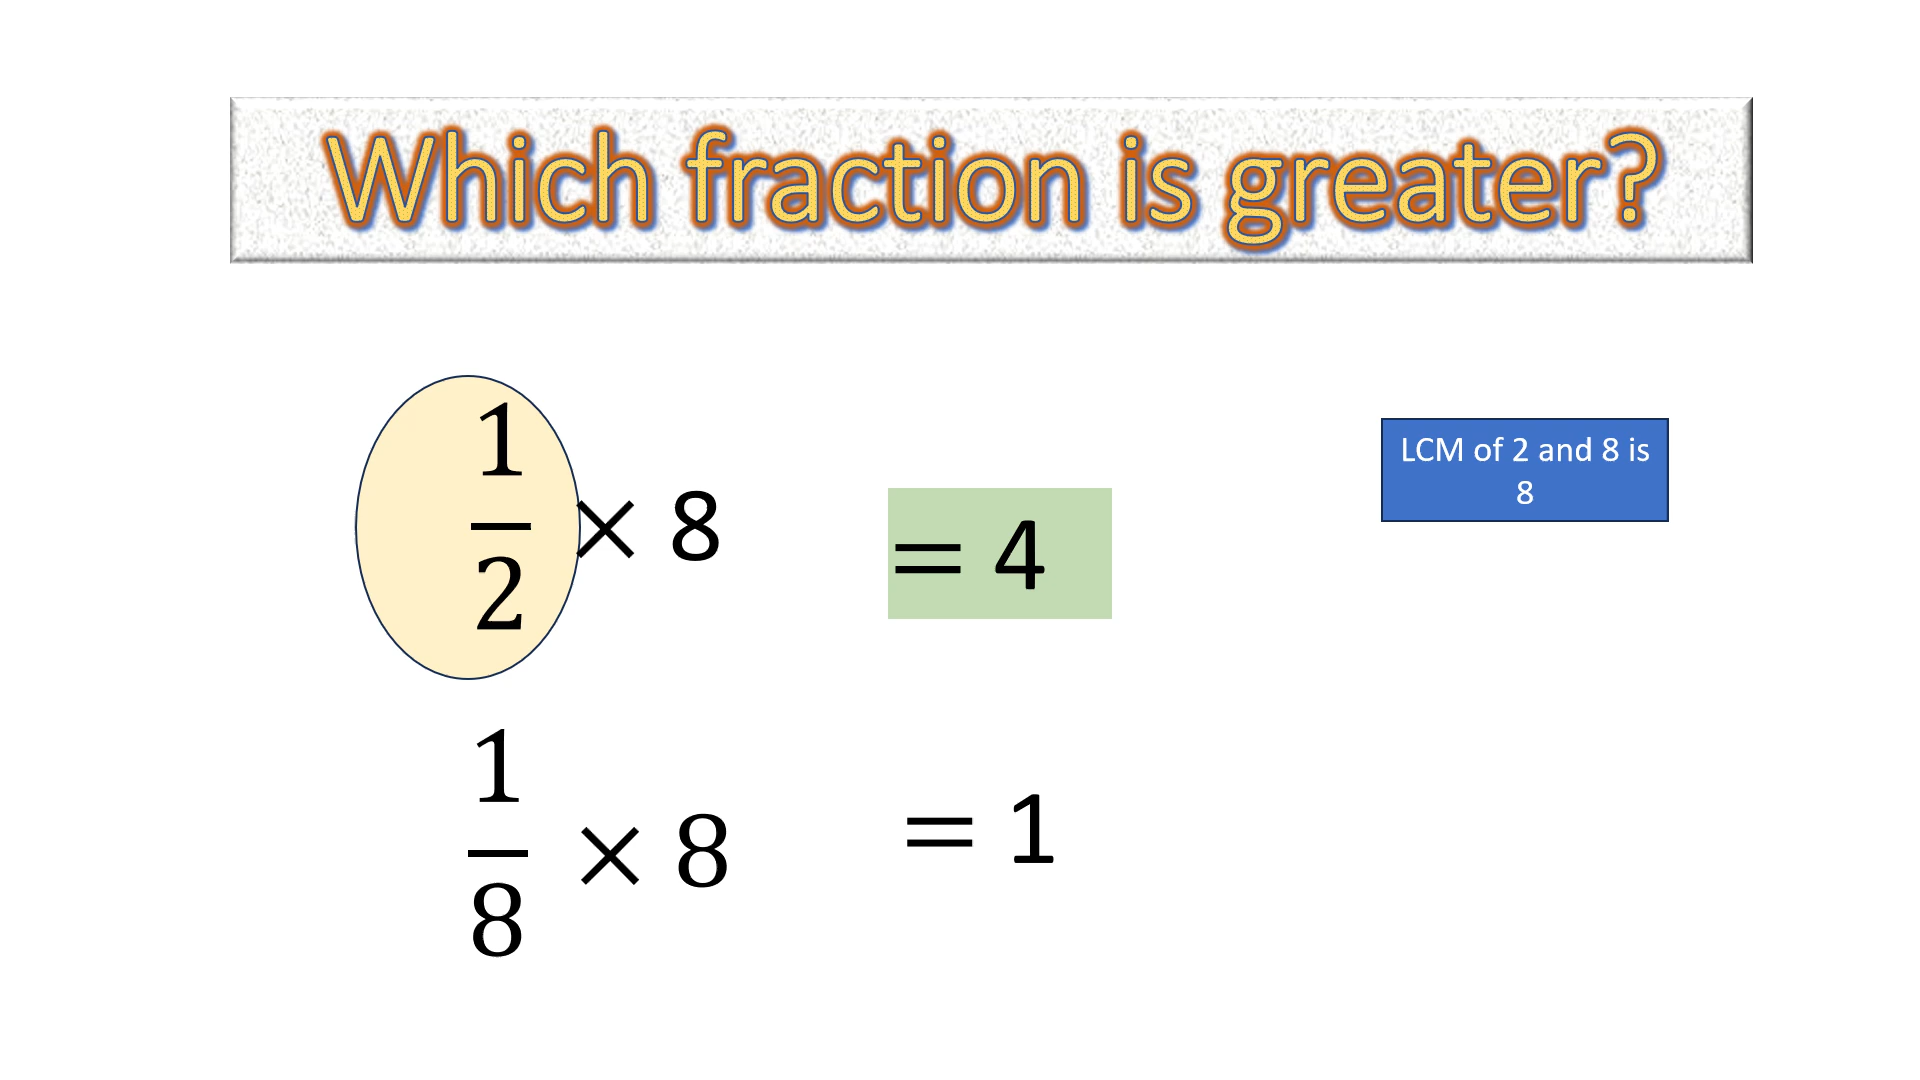 Which fraction is greater?
1/2 × 8 = 4
LCM of 2 and 8 is
8
1/8 × 8 = 1